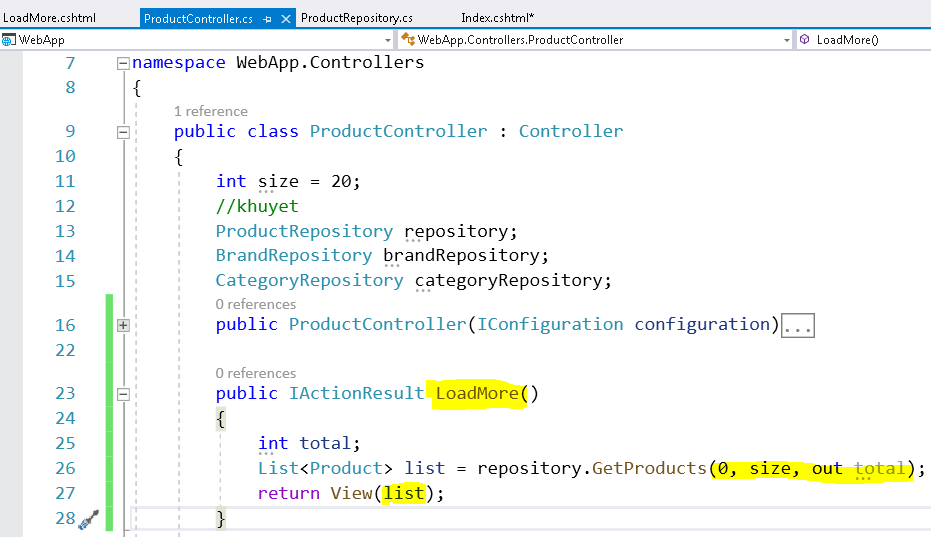 LoadMore.cshtml ProductController.cs ProductRepository.cs Index.cshtml*
WebApp WebApp.Controllers.ProductController LoadMore()
7 namespace WebApp.Controllers
8 {
1 reference
9 public class ProductController : Controller
10 {
11 int size = 20;
12 //khuyet
13 ProductRepository repository;
14 BrandRepository brandRepository;
15 CategoryRepository categoryRepository;
0 references
16 public ProductController(IConfiguration configuration)...
22
0 references
23 public IActionResult LoadMore()
24 {
25 int total;
26 List<Product> list = repository.GetProducts(0, size, out total);
27 return View(list);
28 }